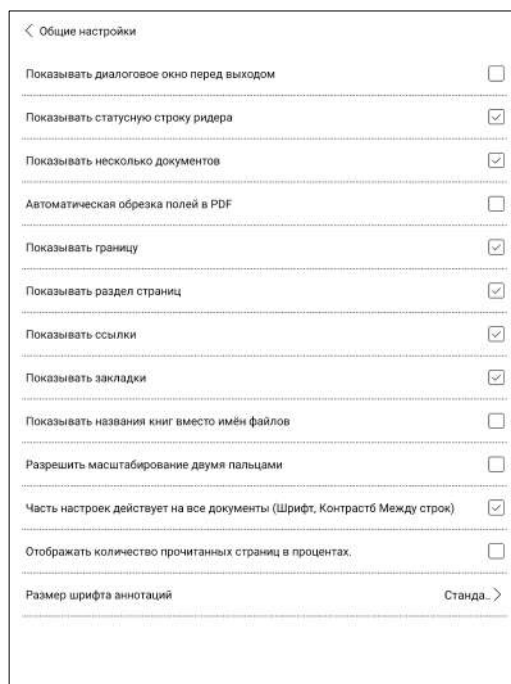 Общие настройки
Показывать диалоговое окно перед выходом
Показывать статусную строку ридера
Показывать несколько документов
Автоматическая обрезка полей в PDF
Показывать границу
Показывать раздел страниц
Показывать ссылки
Показывать закладки
Показывать названия книг вместо имён файлов
Разрешить масштабирование двумя пальцами
Часть настроек действует на все документы (Шрифт, Контрастб Между строк)
Отображать количество прочитанных страниц в процентах.
Размер шрифта аннотаций Станда..